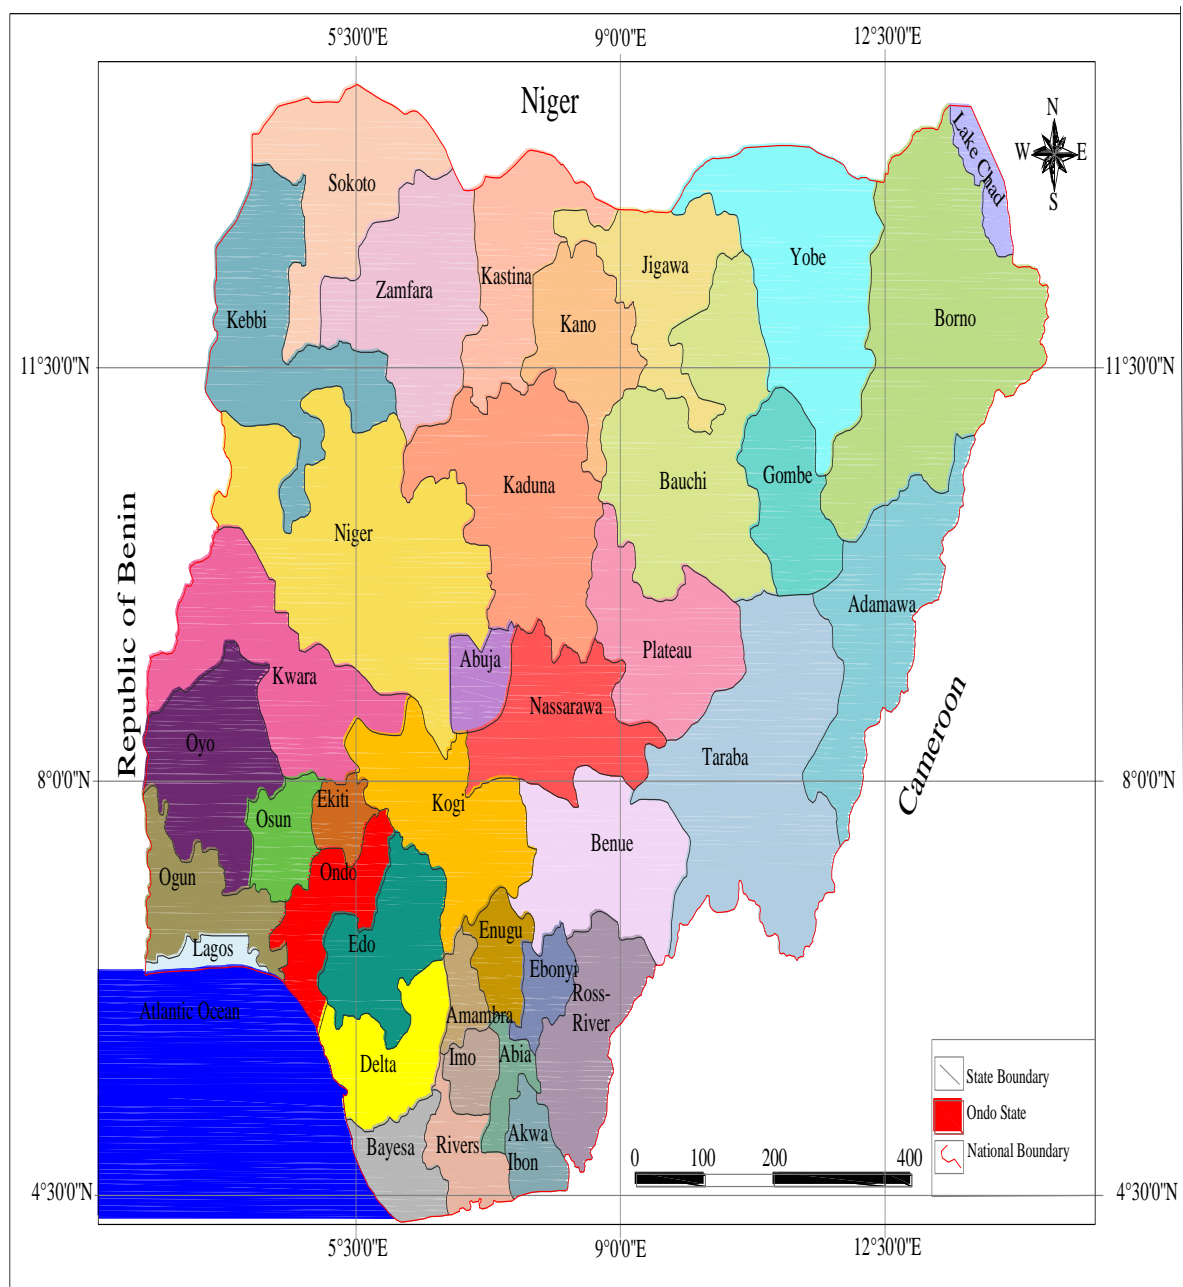 5°30'0"E
9°0'0"E
12°30'0"E
Niger
N
W E
S
Lake Chad
Sokoto
Yobe
Jigawa
Kastina
Zamfara
Kebbi
Kano
Borno
11°30'0"N
11°30'0"N
Bauchi
Gombe
Kaduna
Niger
Republic of Benin
Adamawa
Plateau
Abuja
Kwara
Nassarawa
Oyo
Taraba
Cameroon
8°0'0"N
8°0'0"N
Ekiti
Kogi
Osun
Benue
Ondo
Ogun
Enugu
Edo
Lagos
Ebonyi
Ross-
River
Atlantic Ocean
Amambra
Abia
Imo
Delta
State Boundary
Ondo State
National Boundary
Akwa
Ibon
Rivers
Bayesa
0 100 200 400
4°30'0"N
4°30'0"N
5°30'0"E
9°0'0"E
12°30'0"E